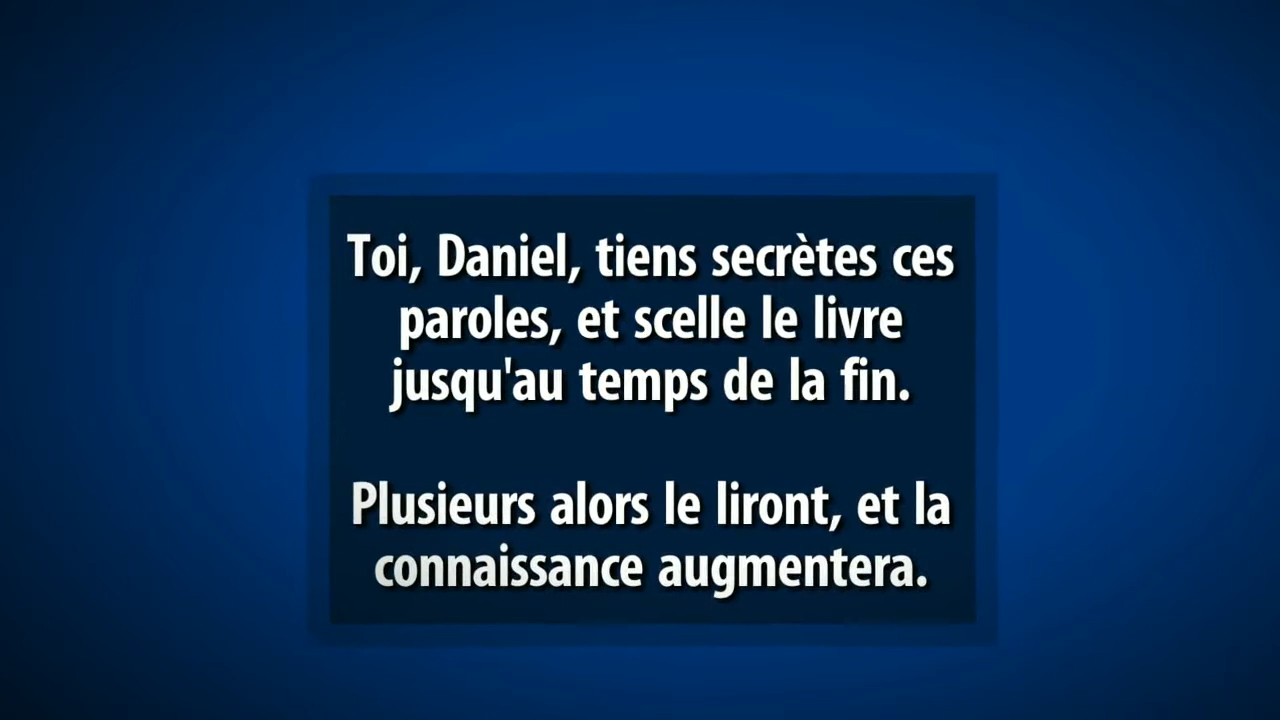 Toi, Daniel, tiens secrètes ces
paroles, et scelle le livre
jusqu'au temps de la fin.
Plusieurs alors le liront, et la
connaissance augmentera.